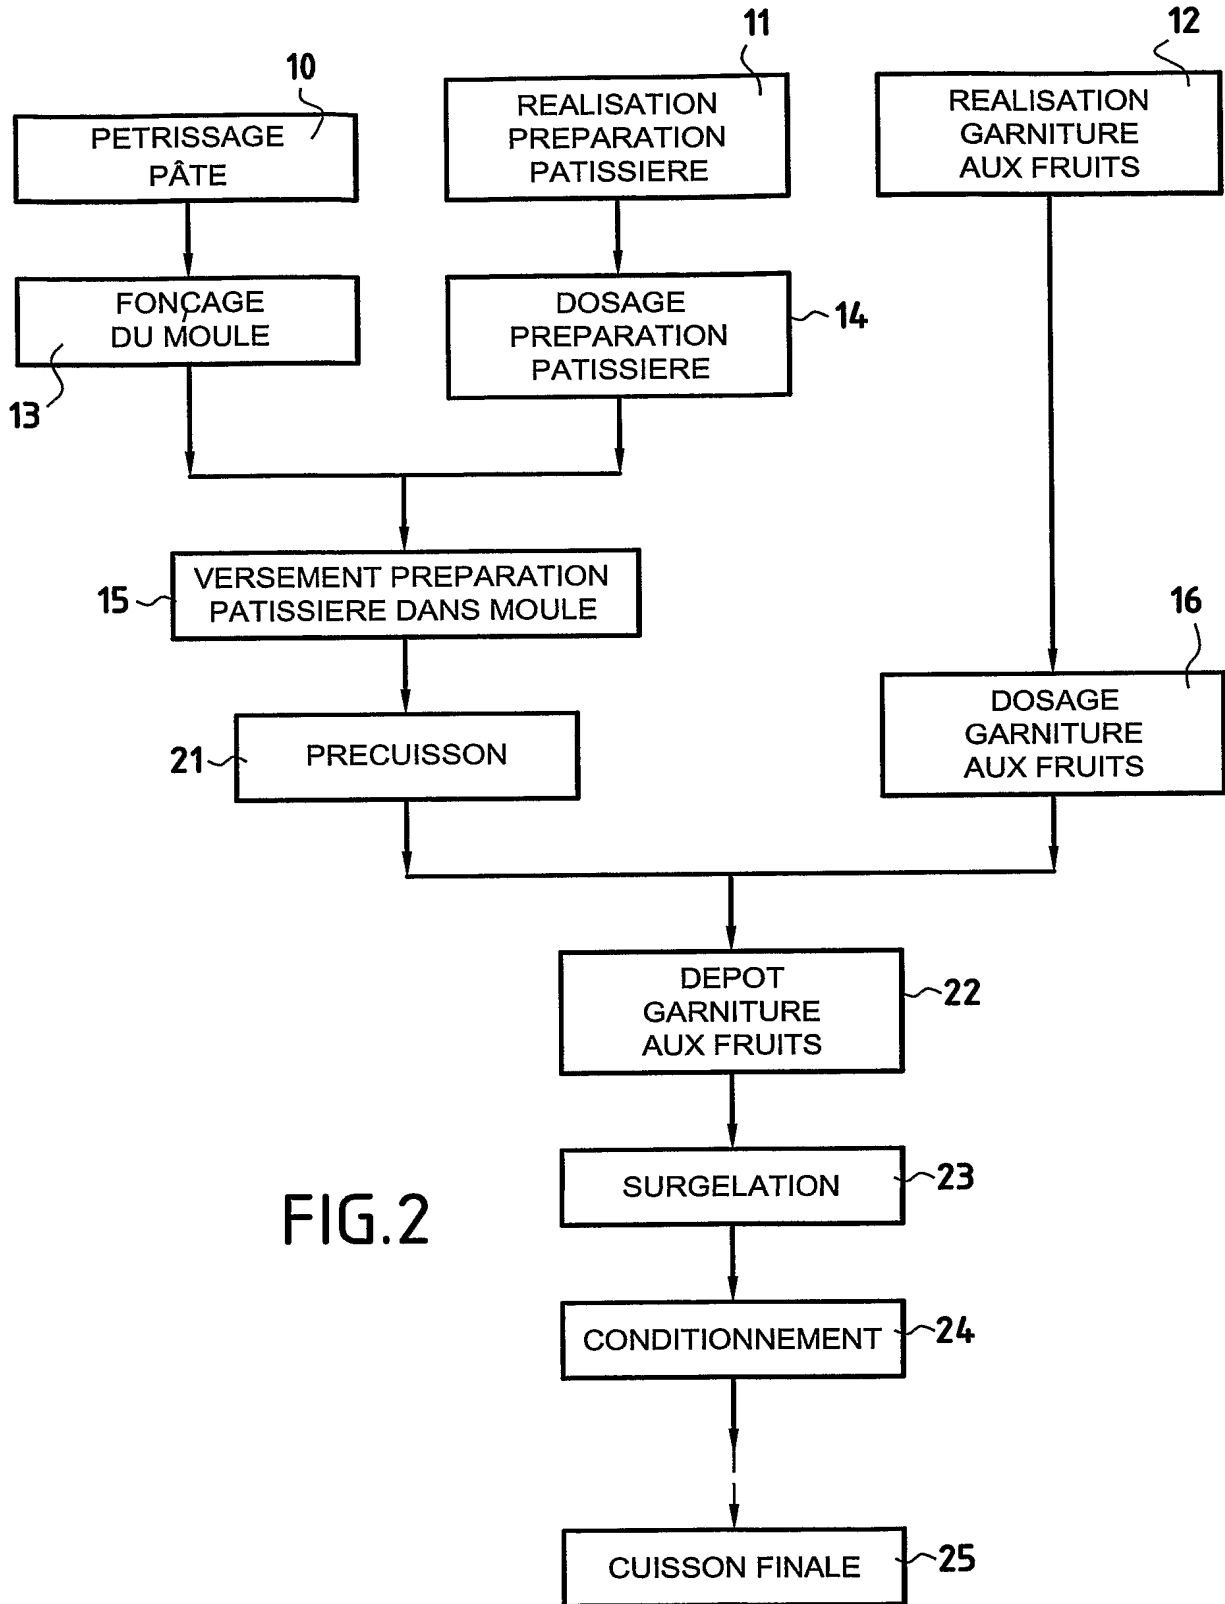 10
PETRISSAGE
PÂTE
11
REALISATION
PREPARATION
PATISSIERE
12
REALISATION
GARNITURE
AUX FRUITS
FONÇAGE
DU MOULE
13
DOSAGE
PREPARATION
PATISSIERE
14
15
VERSEMENT PREPARATION
PATISSIERE DANS MOULE
16
DOSAGE
GARNITURE
AUX FRUITS
21
PRECUISSON
DEPOT
GARNITURE
AUX FRUITS
22
SURGELATION
23
FIG.2
CONDITIONNEMENT
24
CUISSON FINALE
25